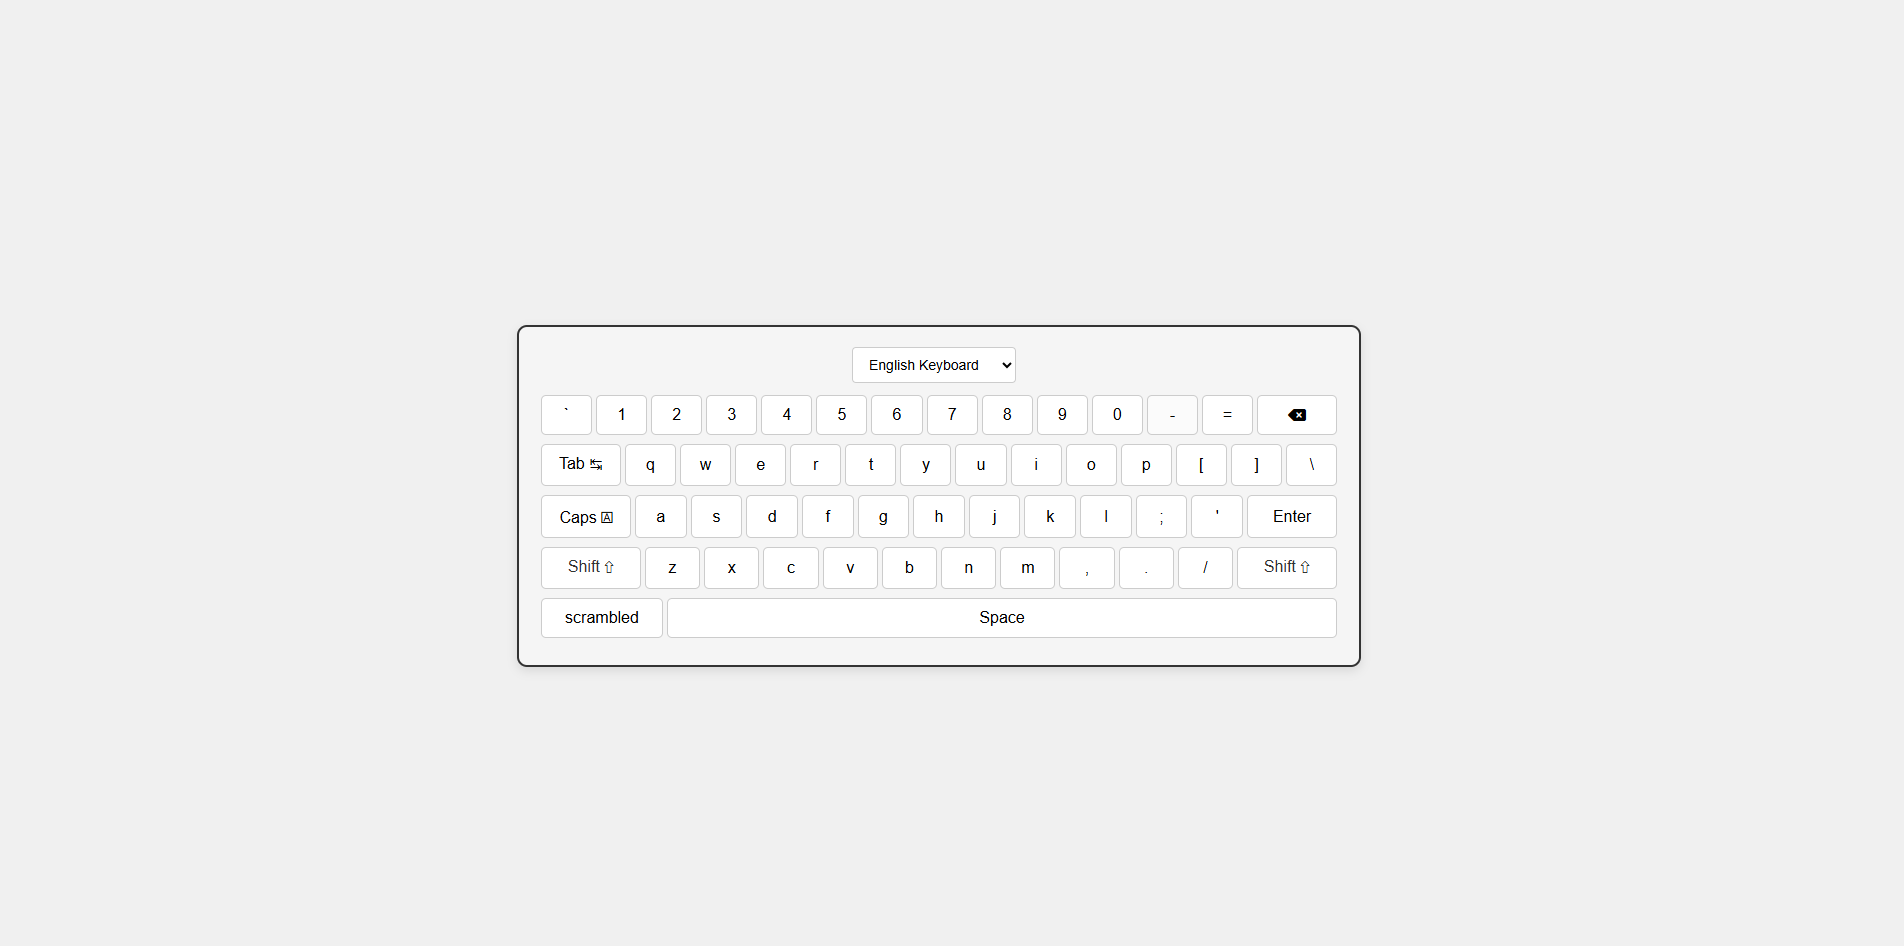 English Keyboard
` 1 2 3 4 5 6 7 8 9 0 - =
Tab ↹ q w e r t y u i o p [ ] \
Caps 🄰 a s d f g h j k l ; ' Enter
Shift ⇧ z x c v b n m , . / Shift ⇧
scrambled Space